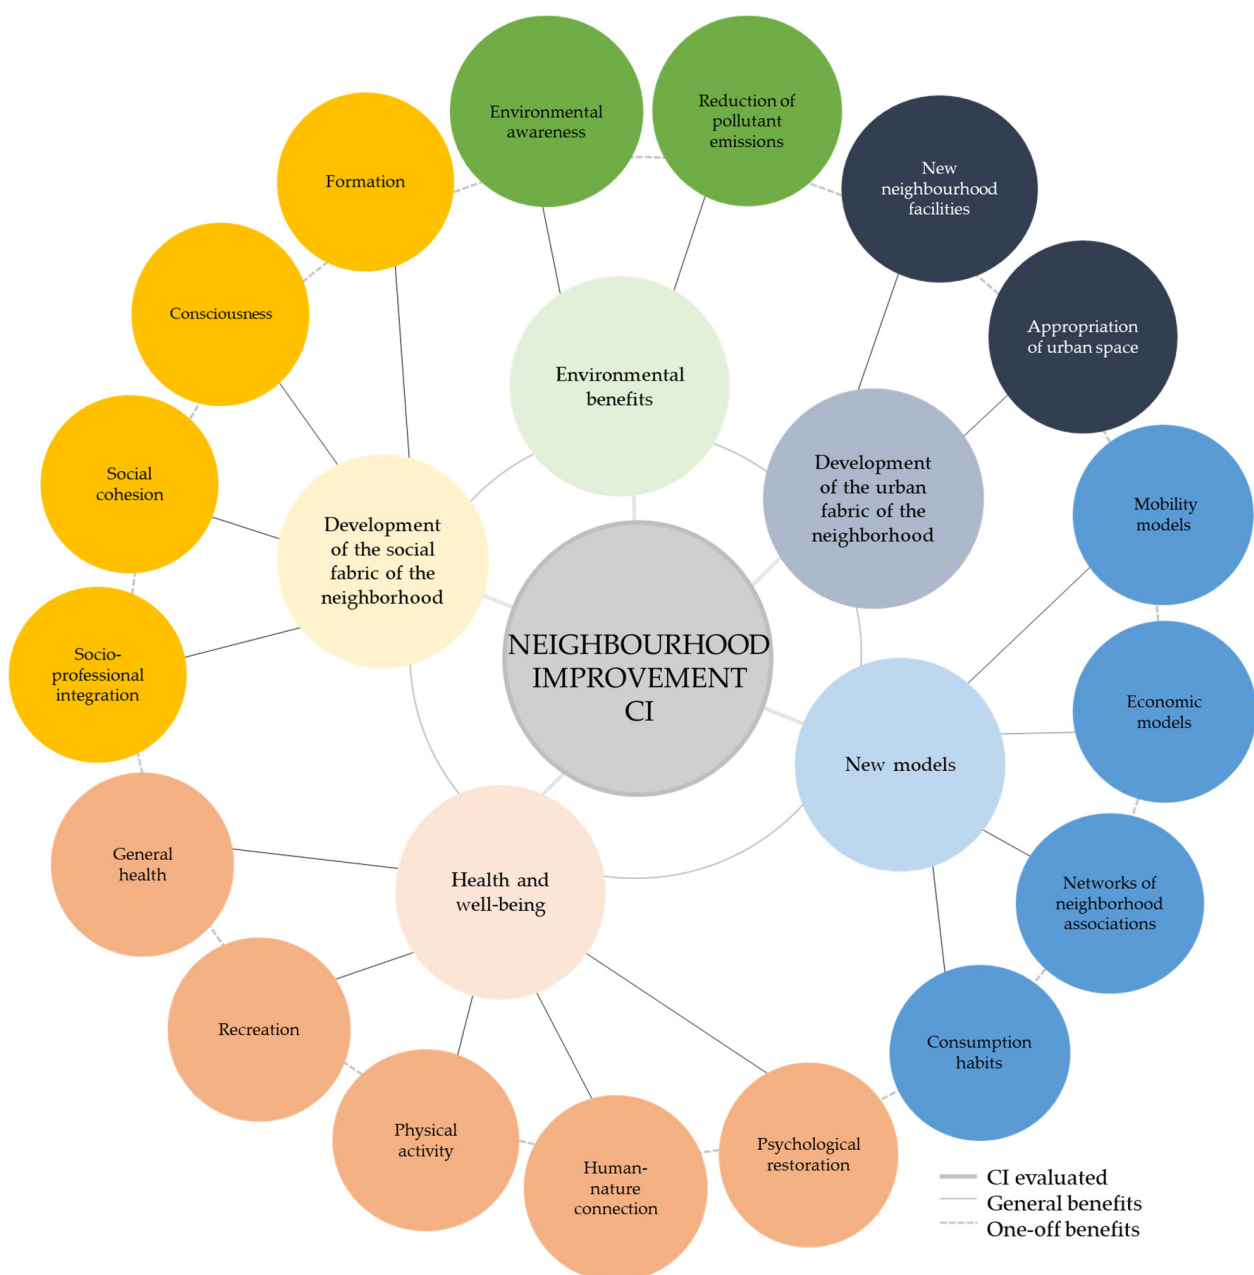 Environmental
awareness
Reduction of
pollutant
emissions
Formation
New
neighbourhood
facilities
Consciousness
Appropriation
of urban space
Environmental
benefits
Social
cohesion
Development
of the social
fabric of the
neighborhood
Development
of the urban
fabric of the
neighborhood
Mobility
models
Socio-
professional
integration
NEIGHBOURHOOD
IMPROVEMENT
CI
Economic
models
New models
General
health
Health and
well-being
Networks of
neighborhood
associations
Recreation
Consumption
habits
Physical
activity
Human-
nature
connection
Psychological
restoration
CI evaluated
General benefits
One-off benefits